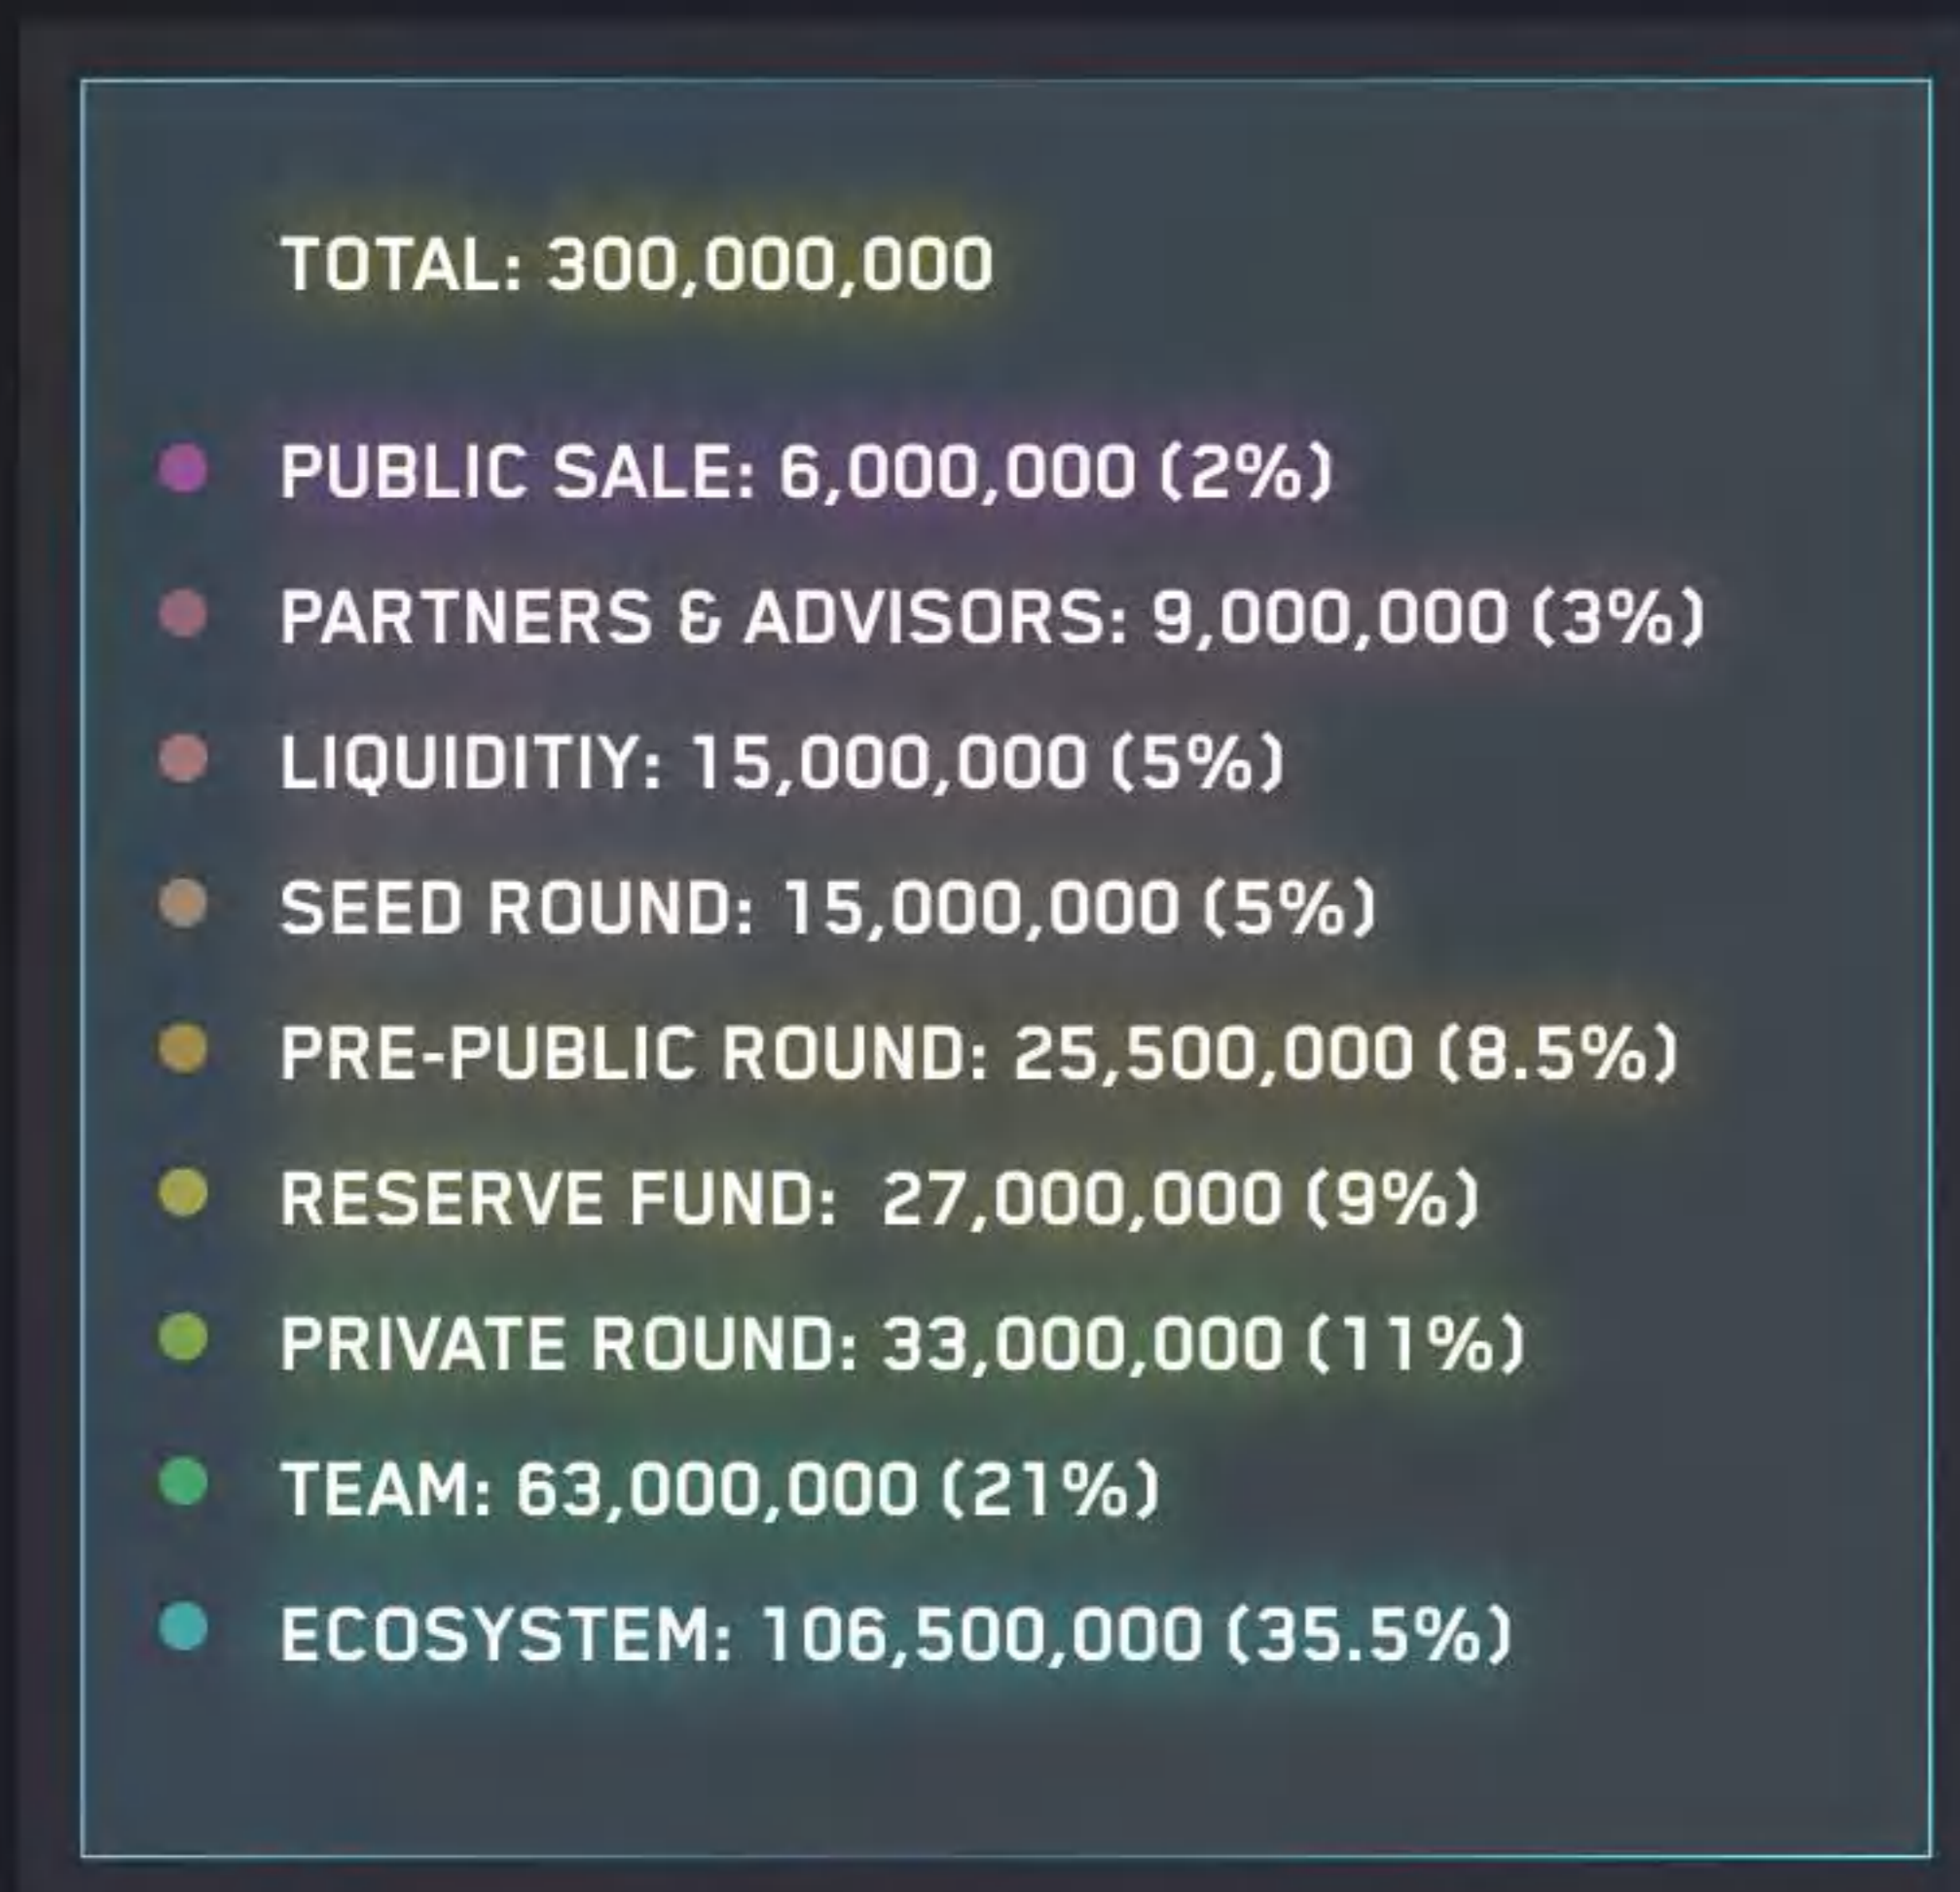 TOTAL: 300,000,000
PUBLIC SALE: 6,000,000 (2%)
PARTNERS & ADVISORS: 9,000,000 (3%)
LIQUIDITIY: 15,000,000 (5%)
SEED ROUND: 15,000,000 (5%)
PRE-PUBLIC ROUND: 25,500,000 (8.5%)
RESERVE FUND: 27,000,000 (9%)
PRIVATE ROUND: 33,000,000 (11%)
TEAM: 63,000,000 (21%)
ECOSYSTEM: 106,500,000 (35.5%)